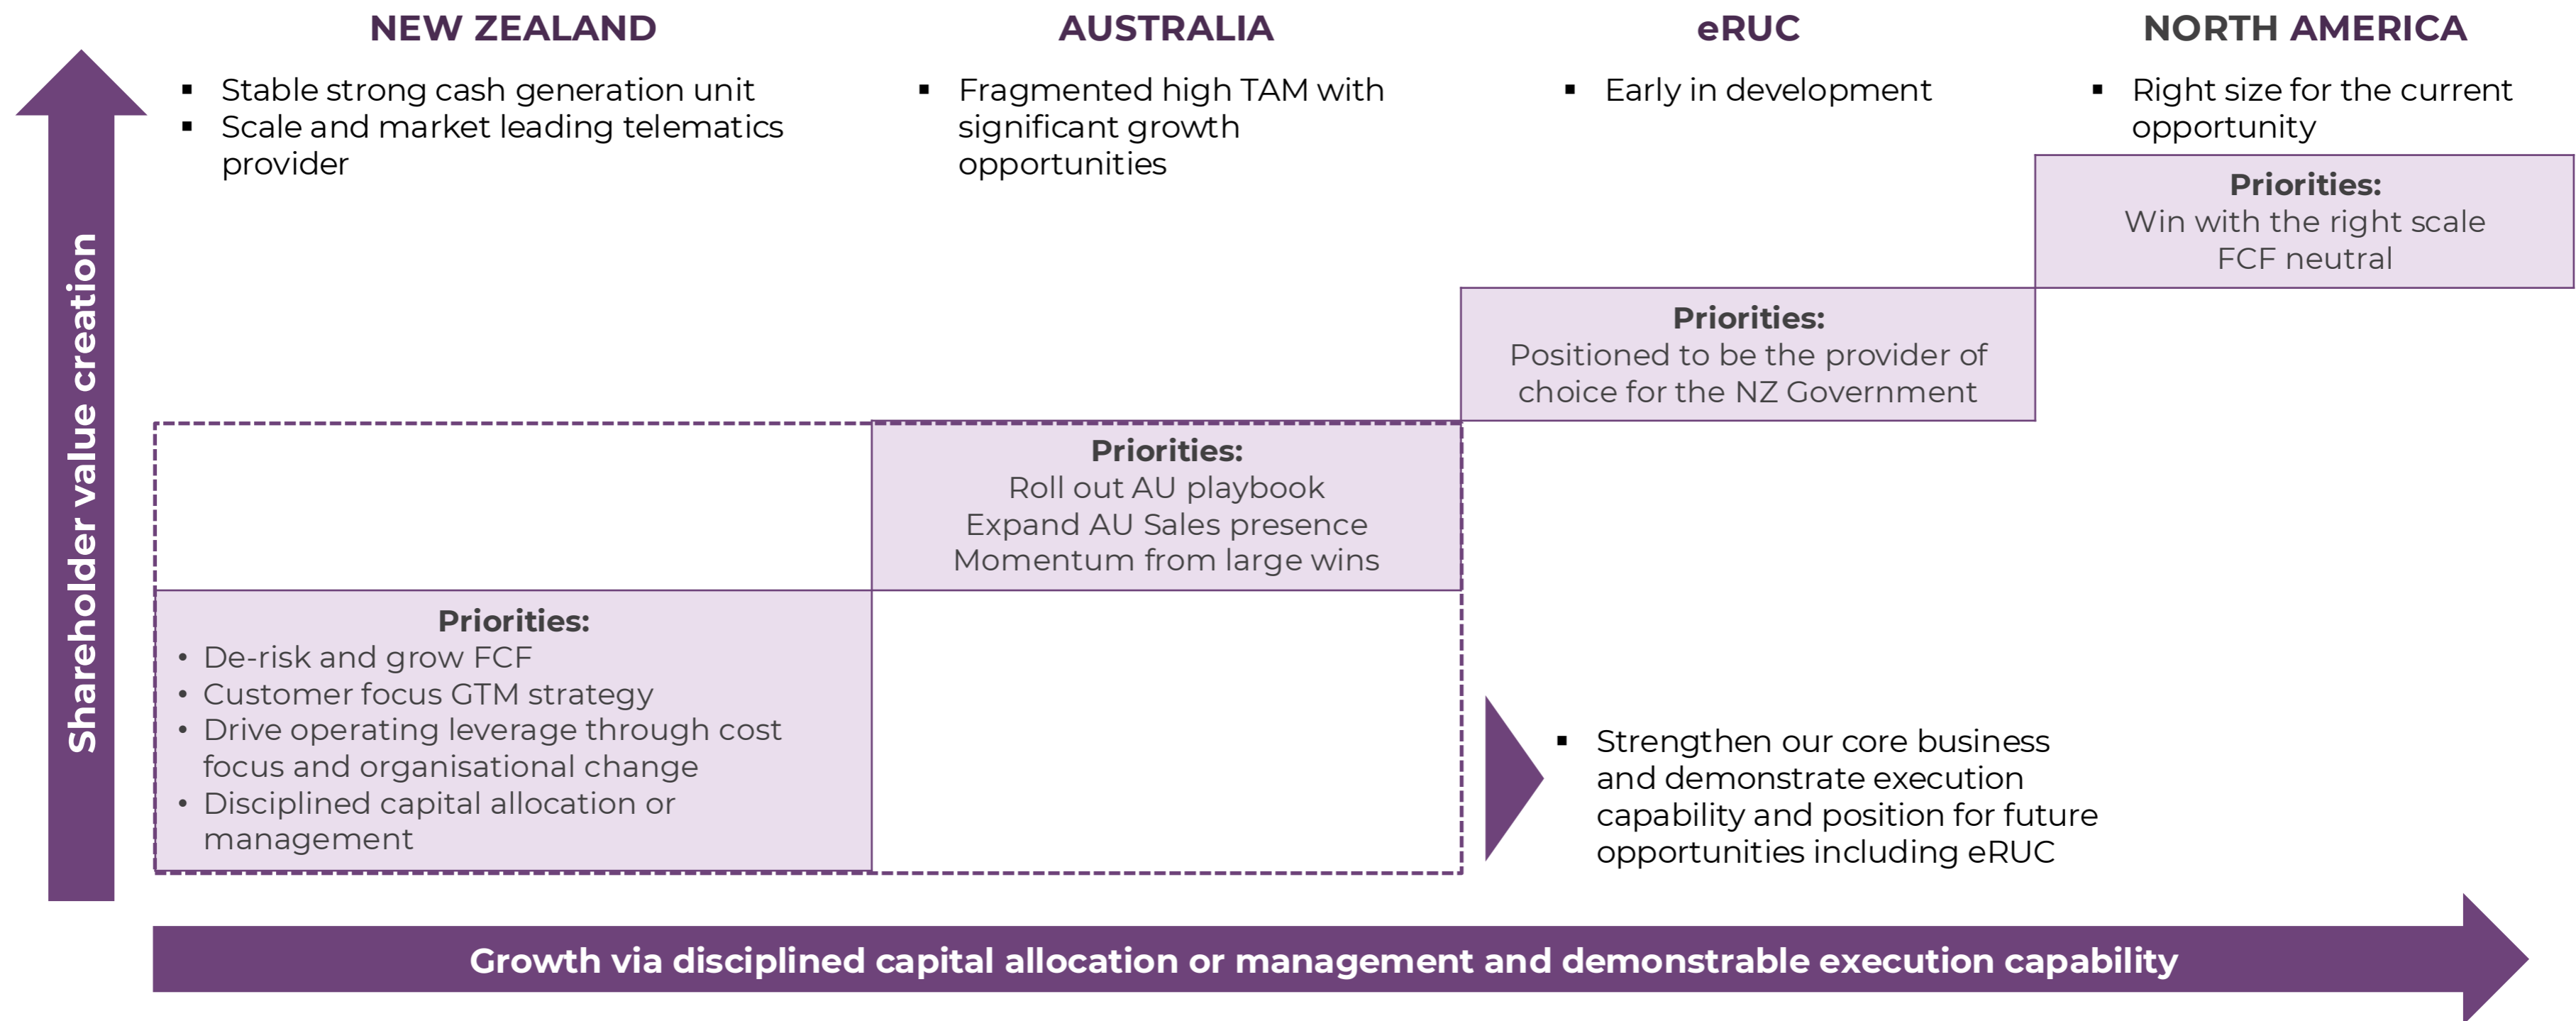 NEW ZEALAND
▪ Stable strong cash generation unit
▪ Scale and market leading telematics
provider
AUSTRALIA
▪ Fragmented high TAM with
significant growth
opportunities
eRUC
▪ Early in development
NORTH AMERICA
▪ Right size for the current
opportunity
Shareholder value creation
Priorities:
• De-risk and grow FCF
• Customer focus GTM strategy
• Drive operating leverage through cost
focus and organisational change
• Disciplined capital allocation or
management
Priorities:
Roll out AU playbook
Expand AU Sales presence
Momentum from large wins
Priorities:
Positioned to be the provider of
choice for the NZ Government
Priorities:
Win with the right scale
FCF neutral
▪ Strengthen our core business
and demonstrate execution
capability and position for future
opportunities including eRUC
Growth via disciplined capital allocation or management and demonstrable execution capability